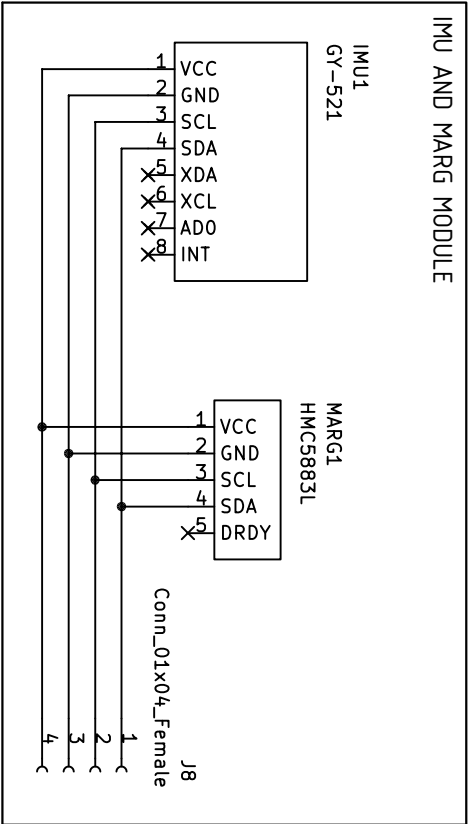 IMU AND MARG MODULE
IMU1
GY-521
1 VCC
2 GND
3 SCL
4 SDA
5 XDA
6 XCL
7 AD0
8 INT
MARG1
HMC5883L
1 VCC
2 GND
3 SCL
4 SDA
5 DRDY
J8
Conn_01x04_Female
1
2
3
4